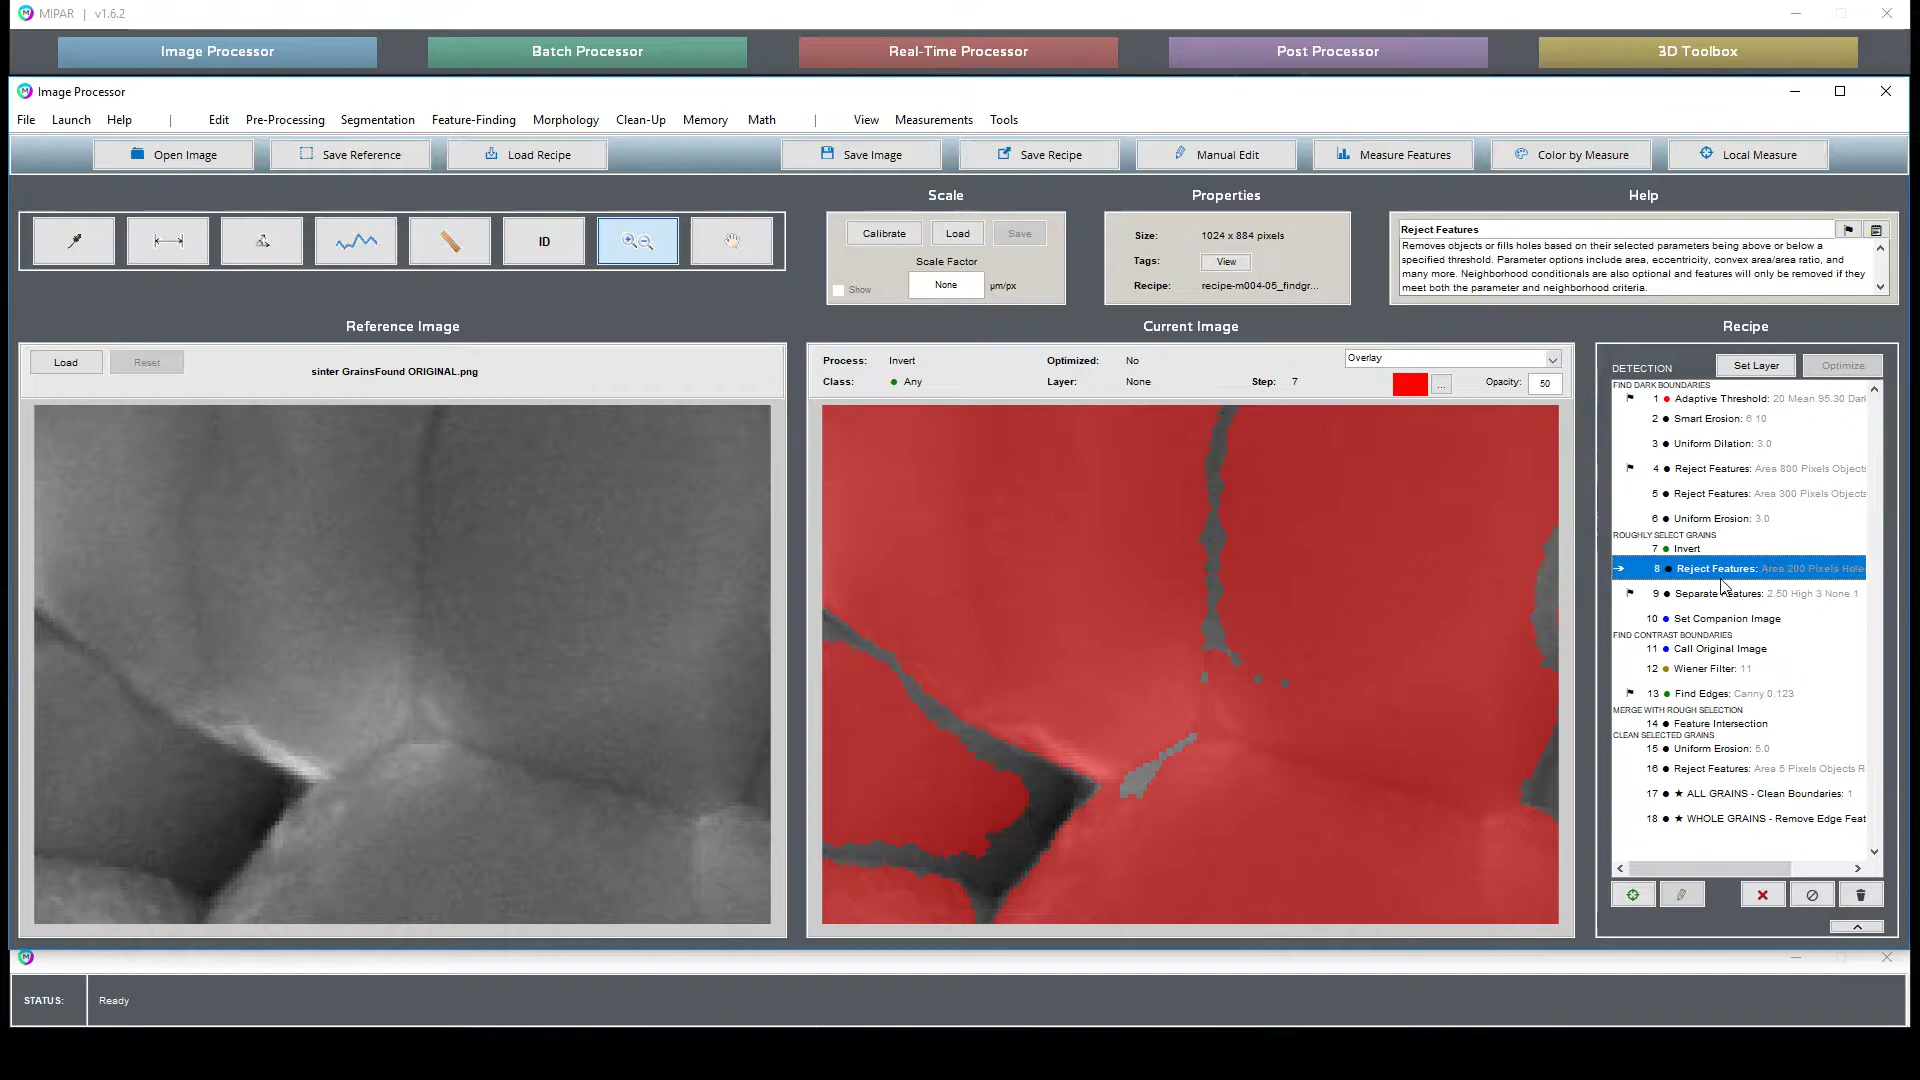 MIPAR | v1.6.2
Image Processor
Batch Processor
Real-Time Processor
Post Processor
3D Toolbox
Image Processor
File Launch Help | Edit Pre-Processing Segmentation Feature-Finding Morphology Clean-Up Memory Math | View Measurements Tools
Open Image
Save Reference
Load Recipe
Save Image
Save Recipe
Manual Edit
Measure Features
Color by Measure
Local Measure
ID
Scale
Calibrate
Load
Save
Scale Factor
Show
None
µm/px
Properties
Size: 1024 x 884 pixels
Tags: View
Recipe: recipe-m004-05_findgr...
Help
Reject Features
Removes objects or fills holes based on their selected parameters being above or below a
specified threshold. Parameter options include area, eccentricity, convex area/area ratio, and
many more. Neighborhood conditionals are also optional and features will only be removed if they
meet both the parameter and neighborhood criteria.
Reference Image
Load
Reset
sinter GrainsFound ORIGINAL.png
Current Image
Process: Invert
Optimized: No
Overlay
Class: Any
Layer: None
Step: 7
...
Opacity: 50
Recipe
DETECTION
Set Layer
Optimize
FIND DARK BOUNDARIES
1 Adaptive Threshold: 20 Mean 95.30 Dark
2 Smart Erosion: 6 10
3 Uniform Dilation: 3.0
4 Reject Features: Area 800 Pixels Objects
5 Reject Features: Area 300 Pixels Objects
6 Uniform Erosion: 3.0
ROUGHLY SELECT GRAINS
7 Invert
8 Reject Features: Area 200 Pixels Hole
9 Separate Features: 2.50 High 3 None 1
10 Set Companion Image
FIND CONTRAST BOUNDARIES
11 Call Original Image
12 Wiener Filter: 11
13 Find Edges: Canny 0.123
MERGE WITH ROUGH SELECTION
14 Feature Intersection
CLEAN SELECTED GRAINS
15 Uniform Erosion: 5.0
16 Reject Features: Area 5 Pixels Objects R
17 ★ ALL GRAINS - Clean Boundaries: 1
18 ★ WHOLE GRAINS - Remove Edge Feat
STATUS:
Ready